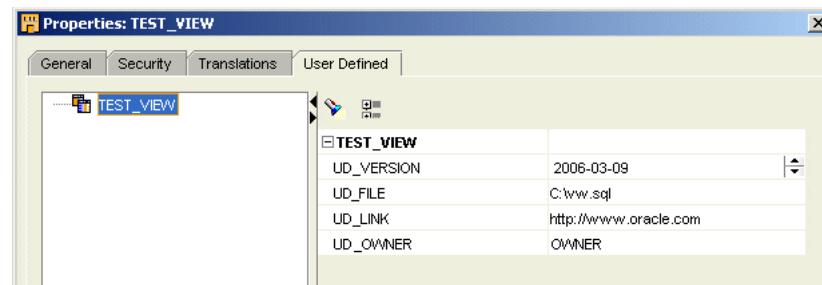 Properties: TEST_VIEW
General Security Translations User Defined
TEST_VIEW
TEST_VIEW
UD_VERSION 2006-03-09
UD_FILE C:\vw.sql
UD_LINK http://www.oracle.com
UD_OWNER OWNER